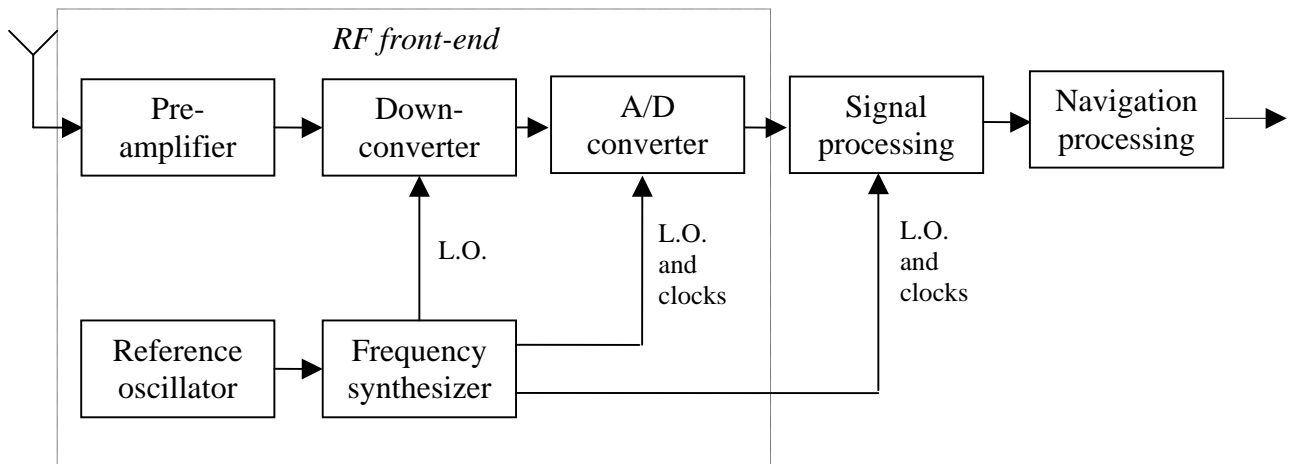 RF front-end
Pre-
amplifier
Down-
converter
A/D
converter
Signal
processing
Navigation
processing
L.O.
L.O.
and
clocks
L.O.
and
clocks
Reference
oscillator
Frequency
synthesizer